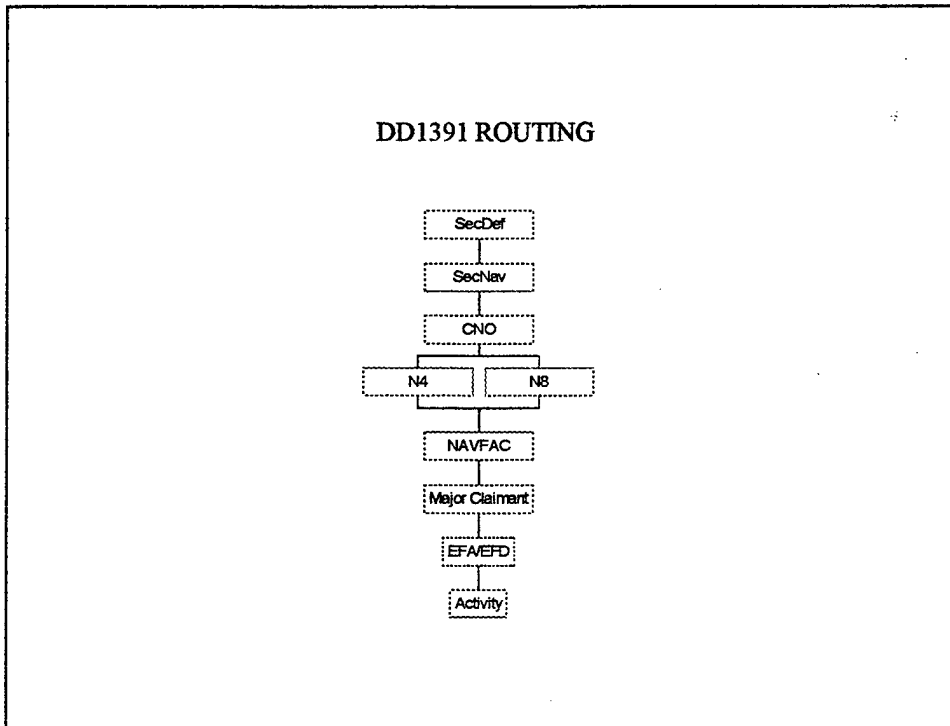 DD1391 ROUTING
SecDef
SecNav
CNO
N4 N8
NAVFAC
Major Claimant
EFA/EFD
Activity